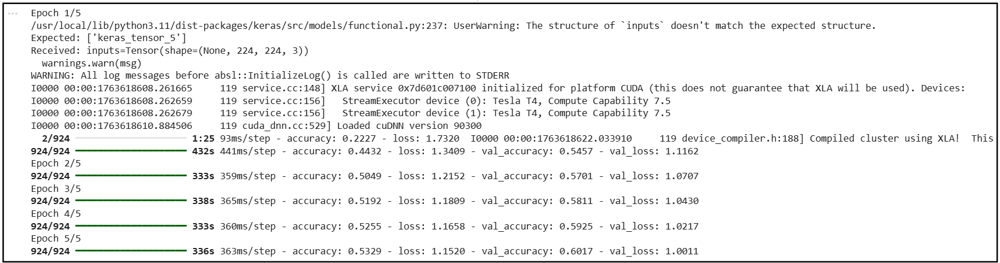 Epoch 1/5
/usr/local/lib/python3.11/dist-packages/keras/src/models/functional.py:237: UserWarning: The structure of `inputs` doesn't match the expected structure.
Expected: ['keras_tensor_5']
Received: inputs=Tensor(shape=(None, 224, 224, 3))
  warnings.warn(msg)
WARNING: All log messages before absl::InitializeLog() is called are written to STDERR
I0000 00:00:1763618608.261665     119 service.cc:148] XLA service 0x7d601c007100 initialized for platform CUDA (this does not guarantee that XLA will be used). Devices:
I0000 00:00:1763618608.262659     119 service.cc:156]   StreamExecutor device (0): Tesla T4, Compute Capability 7.5
I0000 00:00:1763618608.262679     119 service.cc:156]   StreamExecutor device (1): Tesla T4, Compute Capability 7.5
I0000 00:00:1763618610.884506     119 cuda_dnn.cc:529] Loaded cuDNN version 90300
2/924 1:25 93ms/step - accuracy: 0.2227 - loss: 1.7320  I0000 00:00:1763618622.033910     119 device_compiler.h:188] Compiled cluster using XLA!  This
924/924 432s 441ms/step - accuracy: 0.4432 - loss: 1.3409 - val_accuracy: 0.5457 - val_loss: 1.1162
Epoch 2/5
924/924 333s 359ms/step - accuracy: 0.5049 - loss: 1.2152 - val_accuracy: 0.5701 - val_loss: 1.0707
Epoch 3/5
924/924 338s 365ms/step - accuracy: 0.5192 - loss: 1.1809 - val_accuracy: 0.5811 - val_loss: 1.0430
Epoch 4/5
924/924 333s 360ms/step - accuracy: 0.5255 - loss: 1.1658 - val_accuracy: 0.5925 - val_loss: 1.0217
Epoch 5/5
924/924 336s 363ms/step - accuracy: 0.5329 - loss: 1.1520 - val_accuracy: 0.6017 - val_loss: 1.0011